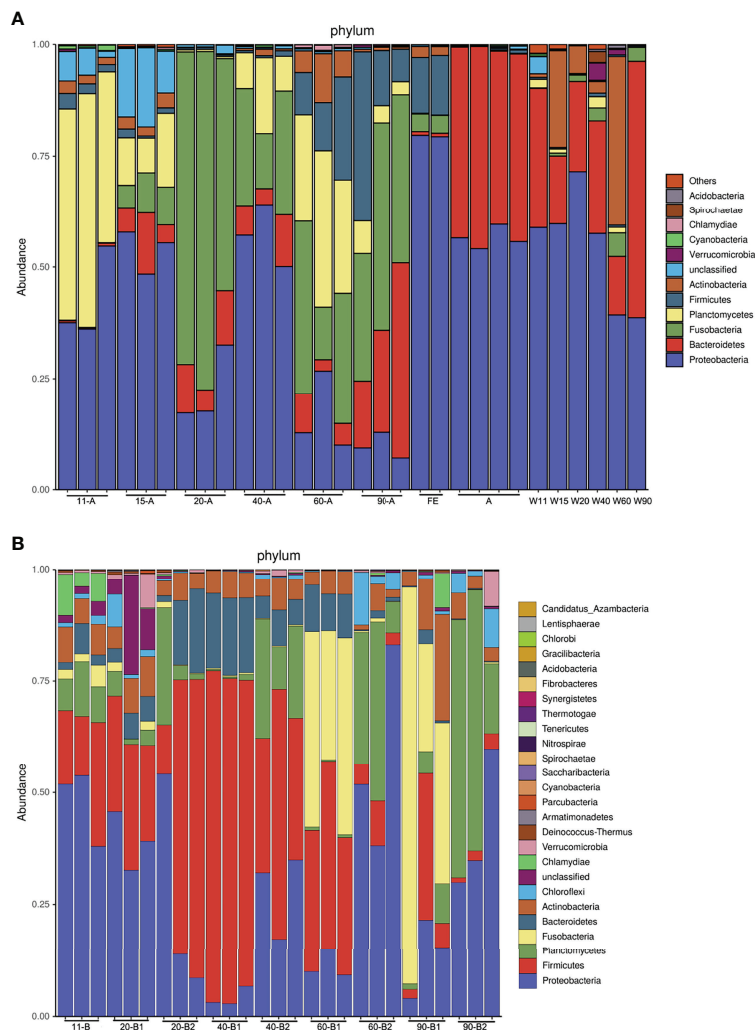 A
phylum
1.00
0.75
0.50
0.25
0.00
Abundance
11-A 15-A 20-A 40-A 60-A 90-A FE A W11 W15 W20 W40 W60 W90
Others
Acidobacteria
Spirochaetae
Chlamydiae
Cyanobacteria
Verrucomicrobia
unclassified
Actinobacteria
Firmicutes
Planctomycetes
Fusobacteria
Bacteroidetes
Proteobacteria
B
phylum
1.00
0.75
0.50
0.25
0.00
Abundance
11-B 20-B1 20-B2 40-B1 40-B2 60-B1 60-B2 90-B1 90-B2
Candidatus_Azambacteria
Lentisphaerae
Chlorobi
Gracilibacteria
Acidobacteria
Fibrobacteres
Synergistetes
Thermotogae
Tenericutes
Nitrospirae
Spirochaetae
Saccharibacteria
Cyanobacteria
Parcubacteria
Armatimonadetes
Deinococcus-Thermus
Verrucomicrobia
Chlamydiae
unclassified
Chloroflexi
Actinobacteria
Bacteroidetes
Fusobacteria
Planctomycetes
Firmicutes
Proteobacteria